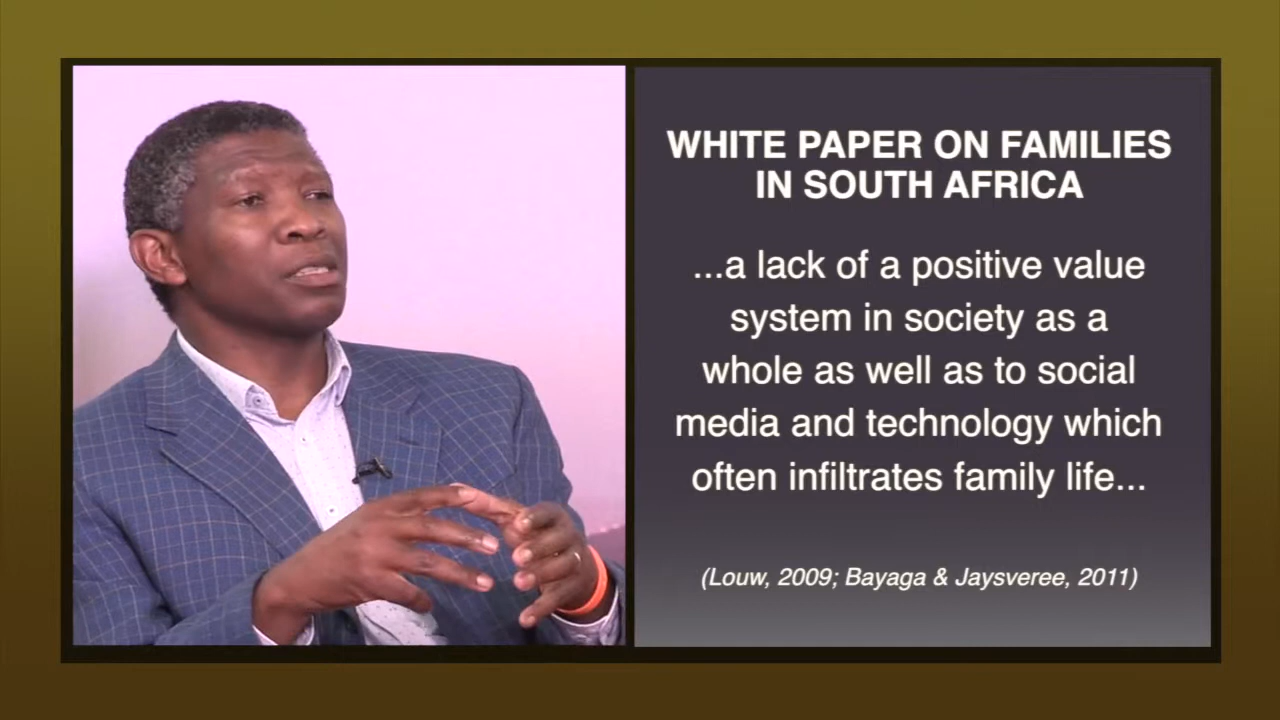 WHITE PAPER ON FAMILIES
IN SOUTH AFRICA
...a lack of a positive value
system in society as a
whole as well as to social
media and technology which
often infiltrates family life...
(Louw, 2009; Bayaga & Jaysveree, 2011)